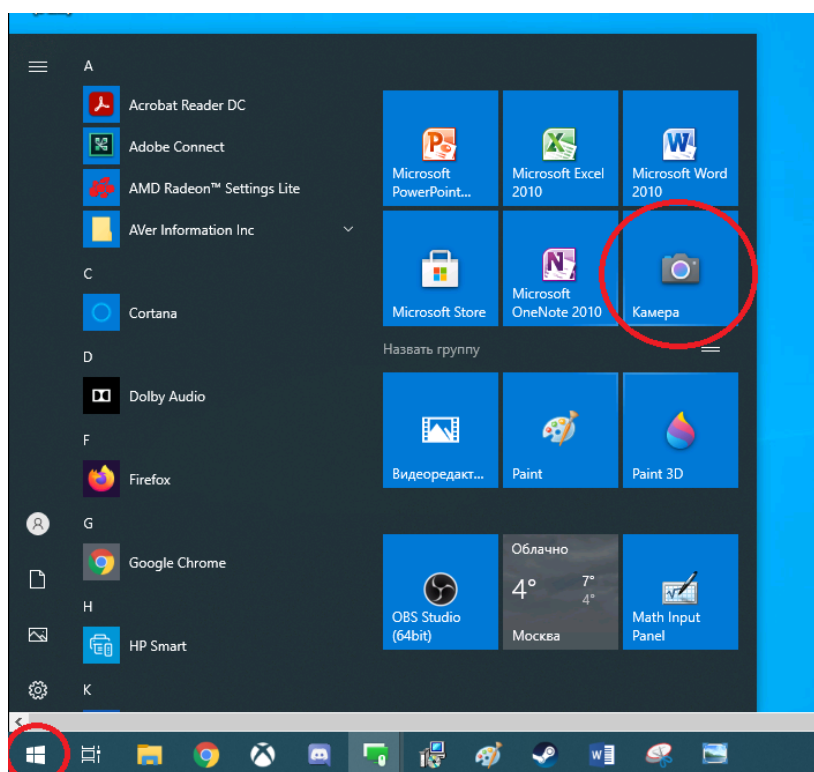 A
Acrobat Reader DC
Adobe Connect
AMD Radeon™ Settings Lite
AVer Information Inc
C
Cortana
D
Dolby Audio
F
Firefox
G
Google Chrome
H
HP Smart
K
Microsoft
PowerPoint...
Microsoft Excel
2010
Microsoft Word
2010
Microsoft Store
Microsoft
OneNote 2010
Камера
Назвать группу
Видеоредакт...
Paint
Paint 3D
OBS Studio
(64bit)
Облачно
4°
7°
4°
Москва
Math Input
Panel